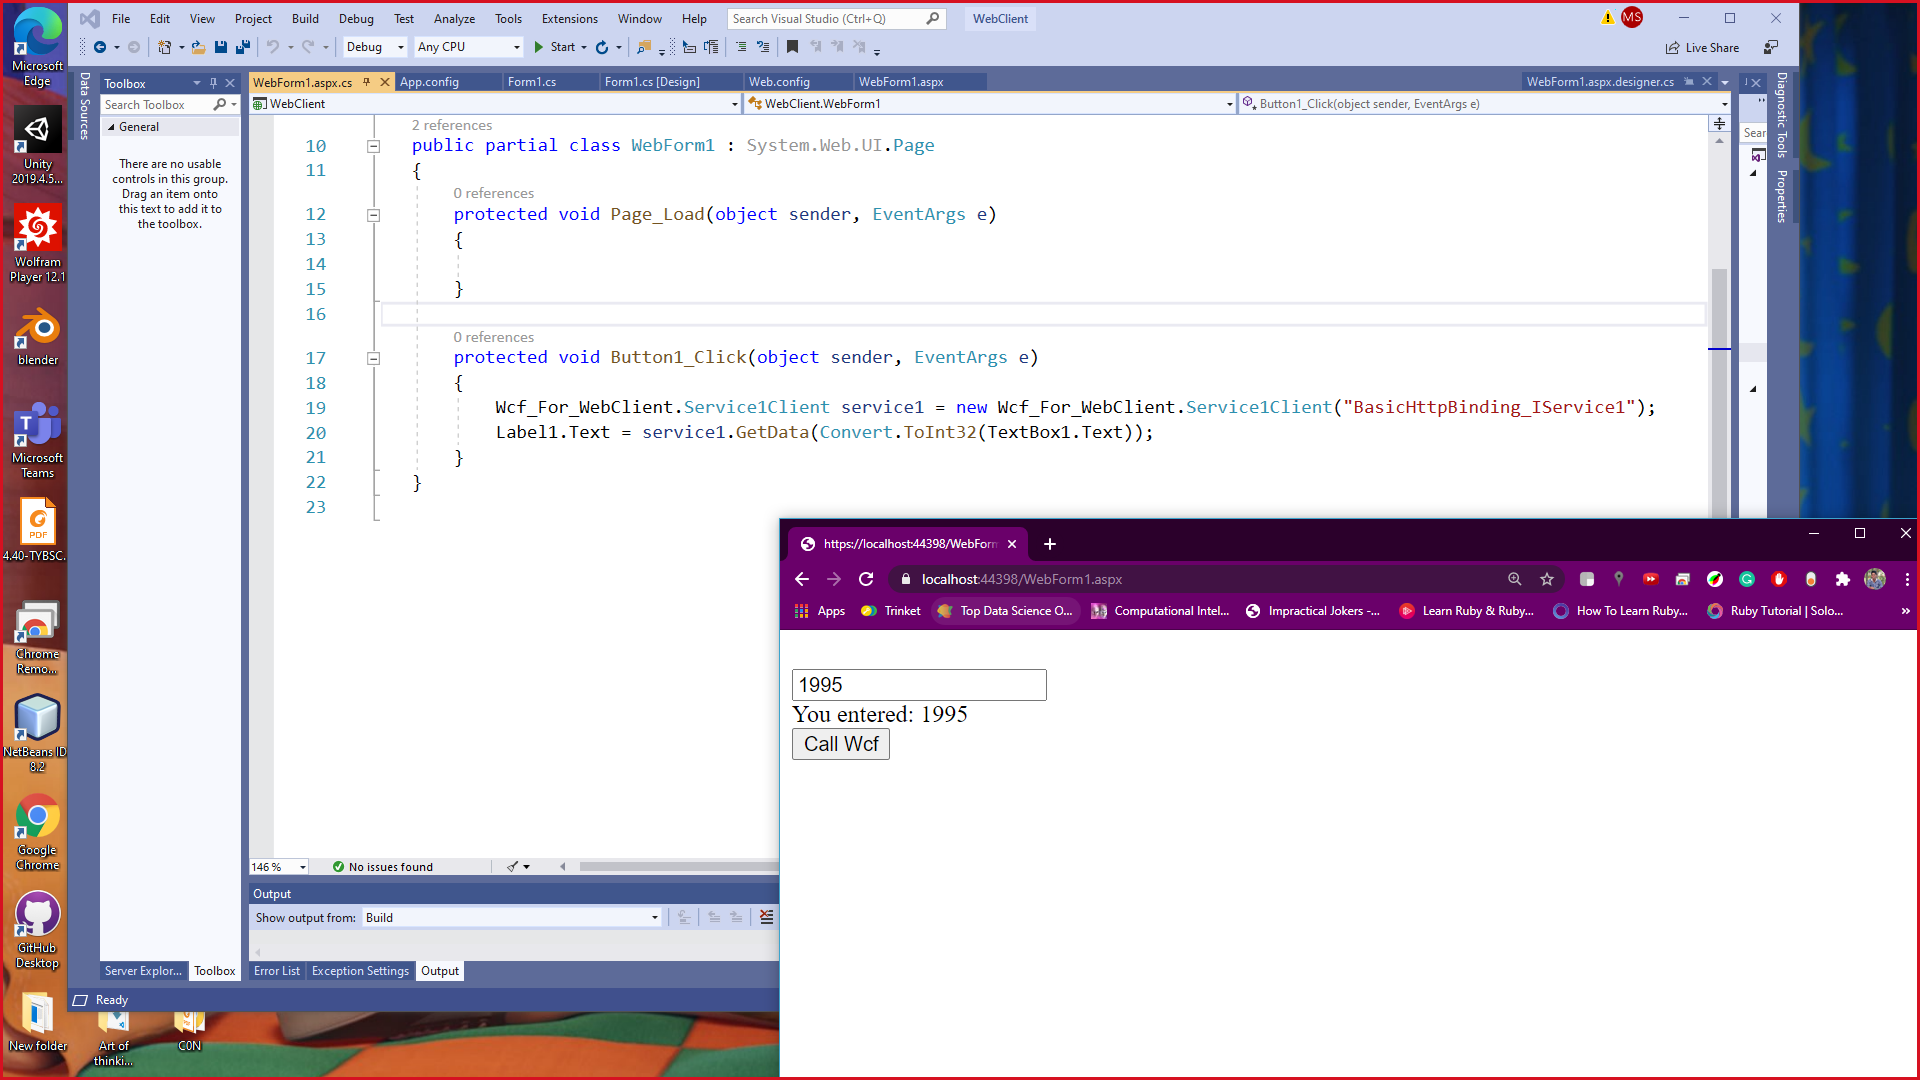 Microsoft
Edge
Unity
2019.4.5...
Wolfram
Player 12.1
blender
Microsoft
Teams
PDF
4.40-TYBSC...
Chrome
Remo...
NetBeans ID...
8.2
Google
Chrome
GitHub
Desktop
New folder
Art of
thinki...
C0N
File Edit View Project Build Debug Test Analyze Tools Extensions Window Help Search Visual Studio (Ctrl+Q) WebClient MS
Debug Any CPU Start Live Share
Data Sources
Toolbox
Search Toolbox
General
There are no usable
controls in this group.
Drag an item onto
this text to add it to
the toolbox.
Server Explor... Toolbox
WebForm1.aspx.cs App.config Form1.cs Form1.cs [Design] Web.config WebForm1.aspx WebForm1.aspx.designer.cs
WebClient WebClient.WebForm1 Button1_Click(object sender, EventArgs e)
2 references
10 public partial class WebForm1 : System.Web.UI.Page
11 {
0 references
12 protected void Page_Load(object sender, EventArgs e)
13 {
14
15 }
16
0 references
17 protected void Button1_Click(object sender, EventArgs e)
18 {
19 Wcf_For_WebClient.Service1Client service1 = new Wcf_For_WebClient.Service1Client("BasicHttpBinding_IService1");
20 Label1.Text = service1.GetData(Convert.ToInt32(TextBox1.Text));
21 }
22 }
23
146 % No issues found
Output
Show output from: Build
Error List Exception Settings Output
Ready
Sear
Diagnostic Tools
Properties
https://localhost:44398/WebForm
localhost:44398/WebForm1.aspx
Apps Trinket Top Data Science O... Computational Intel... Impractical Jokers -... Learn Ruby & Ruby... How To Learn Ruby... Ruby Tutorial | Solo... »
1995
You entered: 1995
Call Wcf